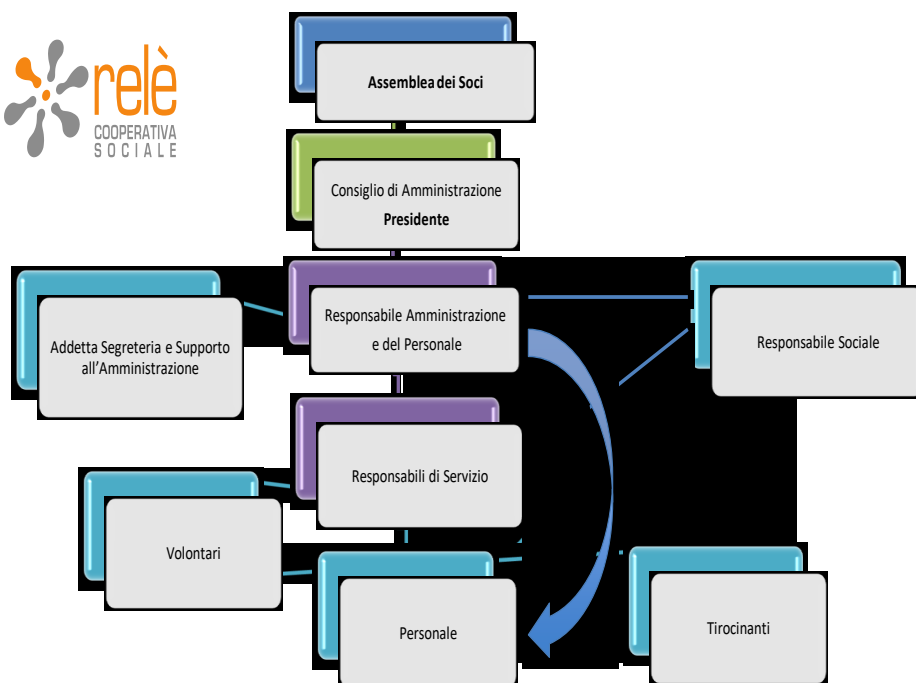 relè
COOPERATIVA
SOCIALE
Assemblea dei Soci
Consiglio di Amministrazione
Presidente
Responsabile Amministrazione
e del Personale
Addetta Segreteria e Supporto
all'Amministrazione
Responsabile Sociale
Responsabili di Servizio
Volontari
Personale
Tirocinanti